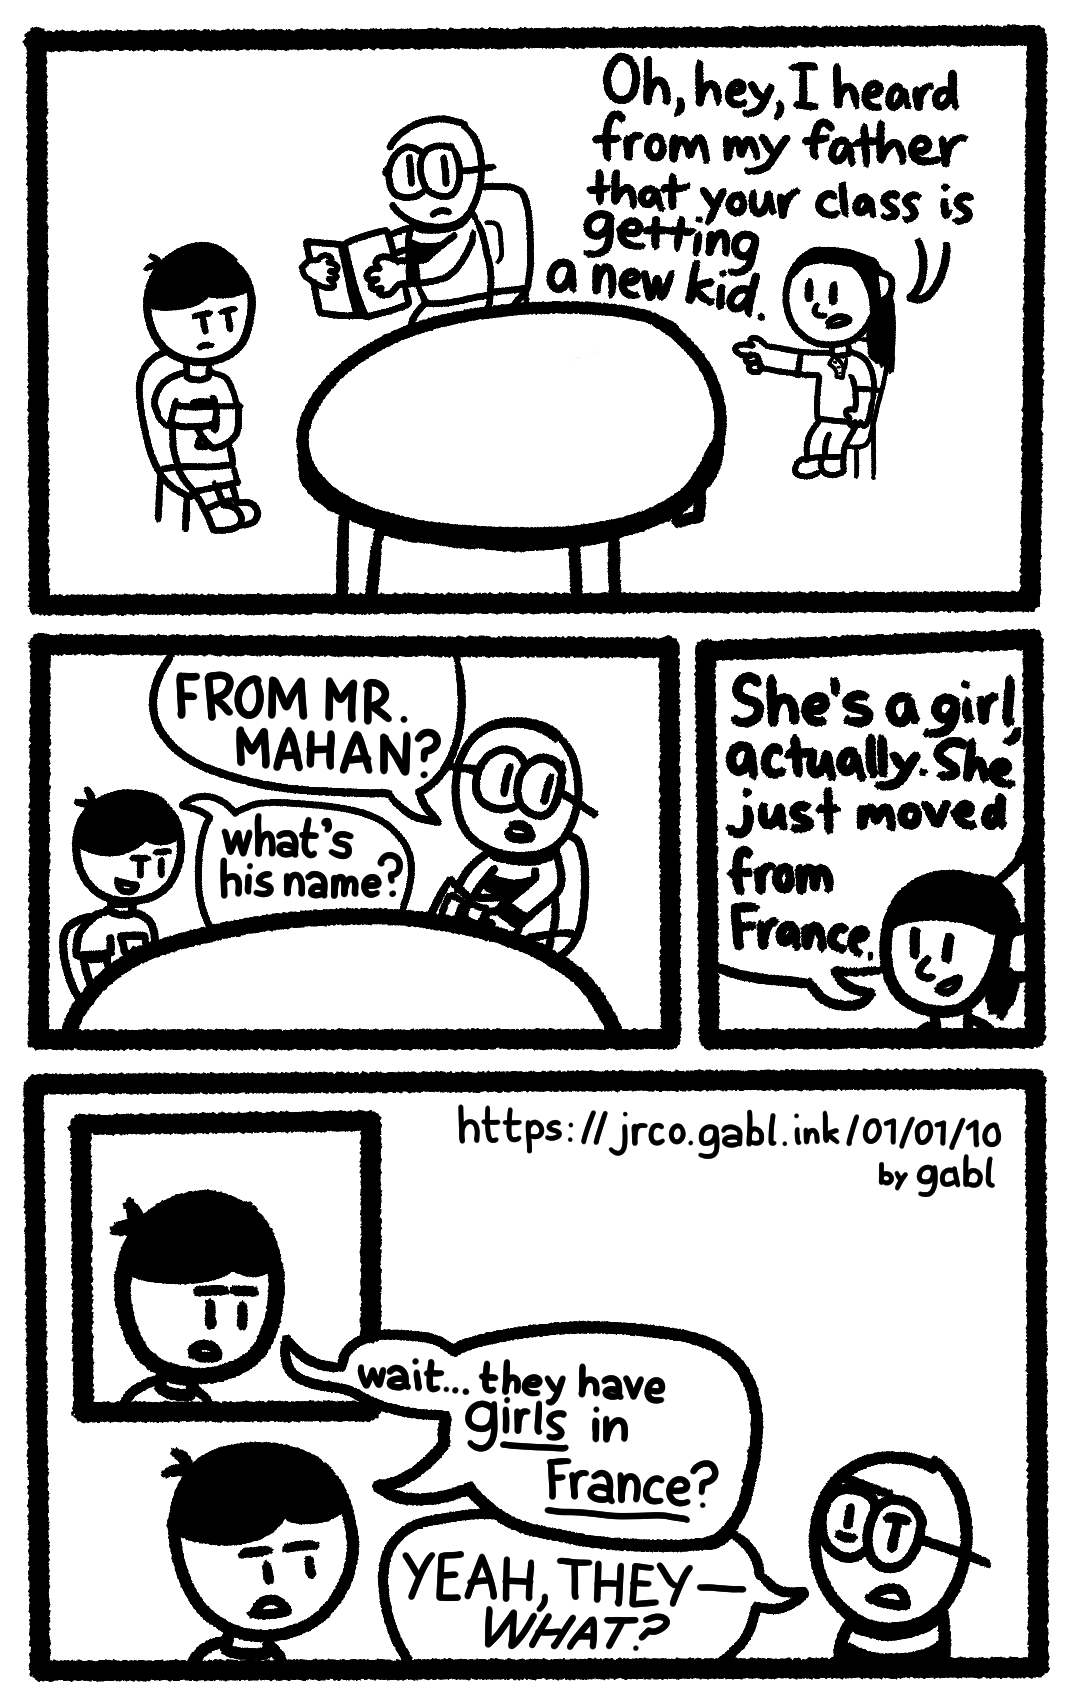 Oh, hey, I heard
from my father
that your class is
getting
a new kid.
FROM MR.
MAHAN?
what's
his name?
She's a girl,
actually. She
just moved
from
France.
https://jrco.gabl.ink/01/01/10
by gabl
wait... they have
girls in
France?
YEAH, THEY—
WHAT?